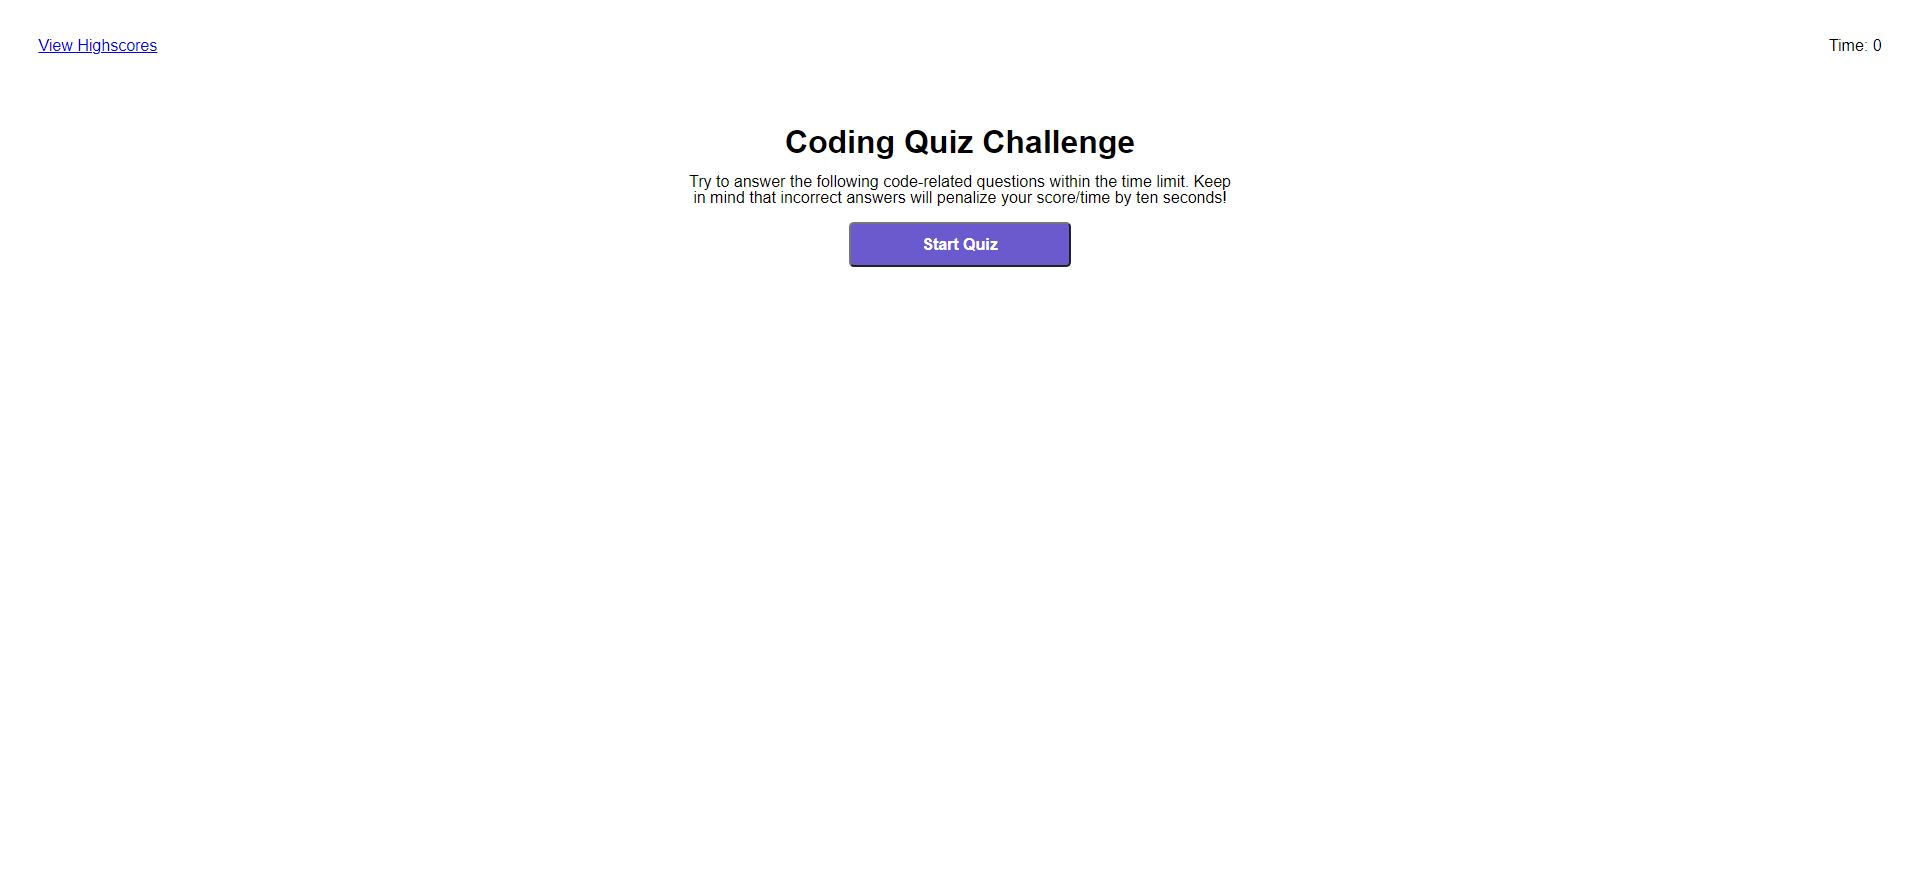 View Highscores
Time: 0
Coding Quiz Challenge
Try to answer the following code-related questions within the time limit. Keep
in mind that incorrect answers will penalize your score/time by ten seconds!
Start Quiz